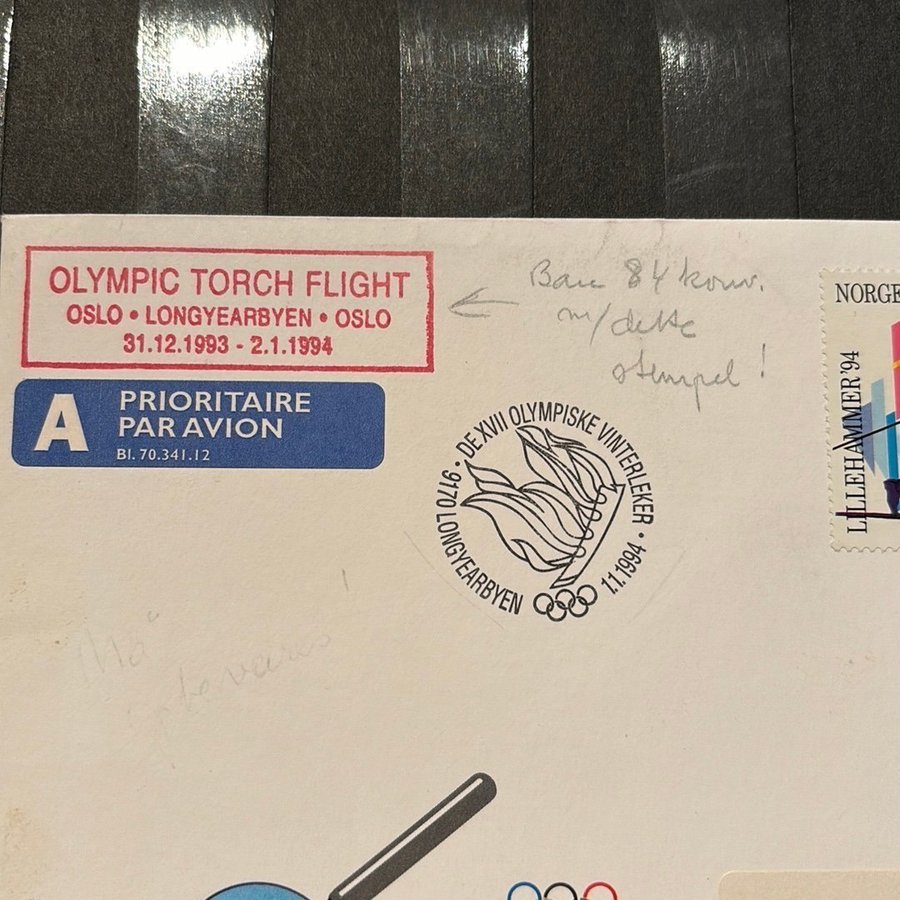 OLYMPIC TORCH FLIGHT
OSLO • LONGYEARBYEN • OSLO
31.12.1993 - 2.1.1994
Bare 84 konv.
m/dette
stempel!
A PRIORITAIRE
PAR AVION
Bl. 70.341.12
• DE XVII OLYMPISKE VINTERLEKER •
9170 LONGYEARBYEN
1.1.1994
NORGE
LILLEHAMMER '94